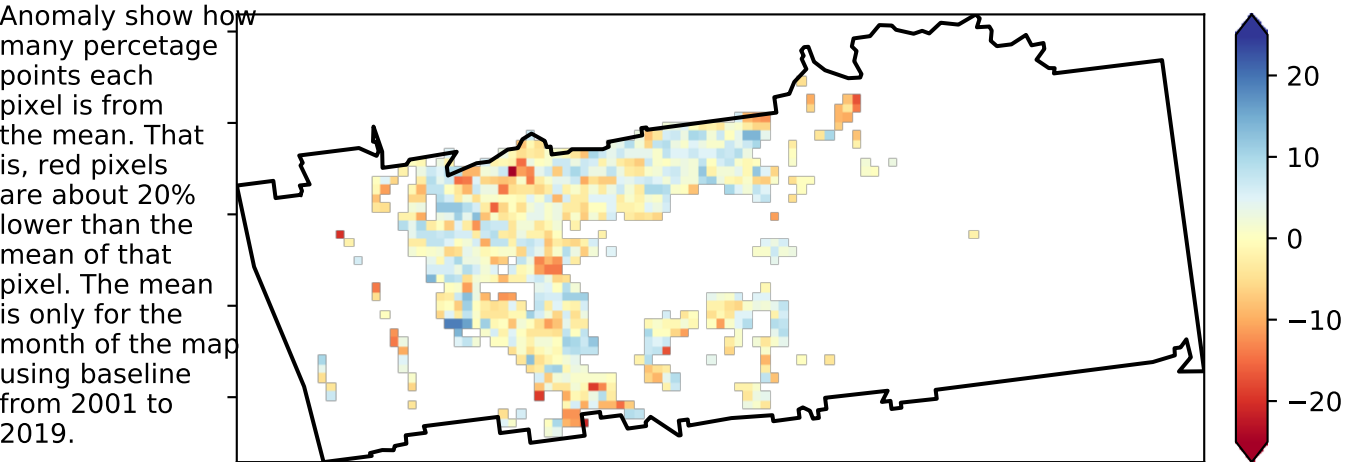 Anomaly show how
many percetage
points each
pixel is from
the mean. That
is, red pixels
are about 20%
lower than the
mean of that
pixel. The mean
is only for the
month of the map
using baseline
from 2001 to
2019.
20
10
0
−10
−20